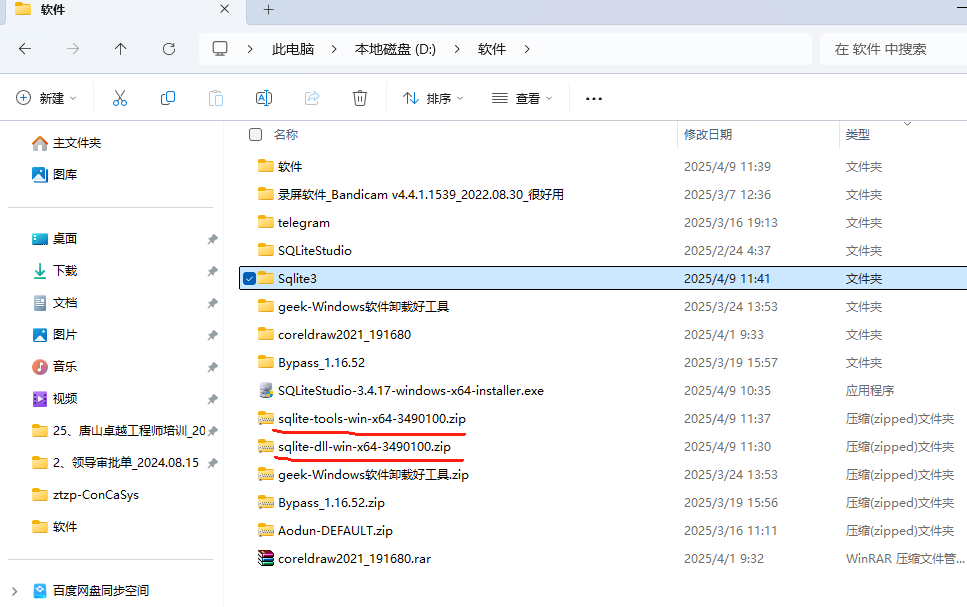 软件
此电脑 本地磁盘 (D:) 软件
在 软件 中搜索
新建 排序 查看
名称 修改日期 类型
主文件夹
图库
桌面
下载
文档
图片
音乐
视频
25、唐山卓越工程师培训_20
2、领导审批单_2024.08.15
ztzp-ConCaSys
软件
百度网盘同步空间
软件 2025/4/9 11:39 文件夹
录屏软件_Bandicam v4.4.1.1539_2022.08.30_很好用 2025/3/7 12:36 文件夹
telegram 2025/3/16 19:13 文件夹
SQLiteStudio 2025/2/24 4:37 文件夹
Sqlite3 2025/4/9 11:41 文件夹
geek-Windows软件卸载好工具 2025/3/24 13:53 文件夹
coreldraw2021_191680 2025/4/1 9:33 文件夹
Bypass_1.16.52 2025/3/19 15:57 文件夹
SQLiteStudio-3.4.17-windows-x64-installer.exe 2025/4/9 10:35 应用程序
sqlite-tools-win-x64-3490100.zip 2025/4/9 11:37 压缩(zipped)文件夹
sqlite-dll-win-x64-3490100.zip 2025/4/9 11:30 压缩(zipped)文件夹
geek-Windows软件卸载好工具.zip 2025/3/24 13:53 压缩(zipped)文件夹
Bypass_1.16.52.zip 2025/3/19 15:56 压缩(zipped)文件夹
Aodun-DEFAULT.zip 2025/3/16 11:11 压缩(zipped)文件夹
coreldraw2021_191680.rar 2025/4/1 9:32 WinRAR 压缩文件管...